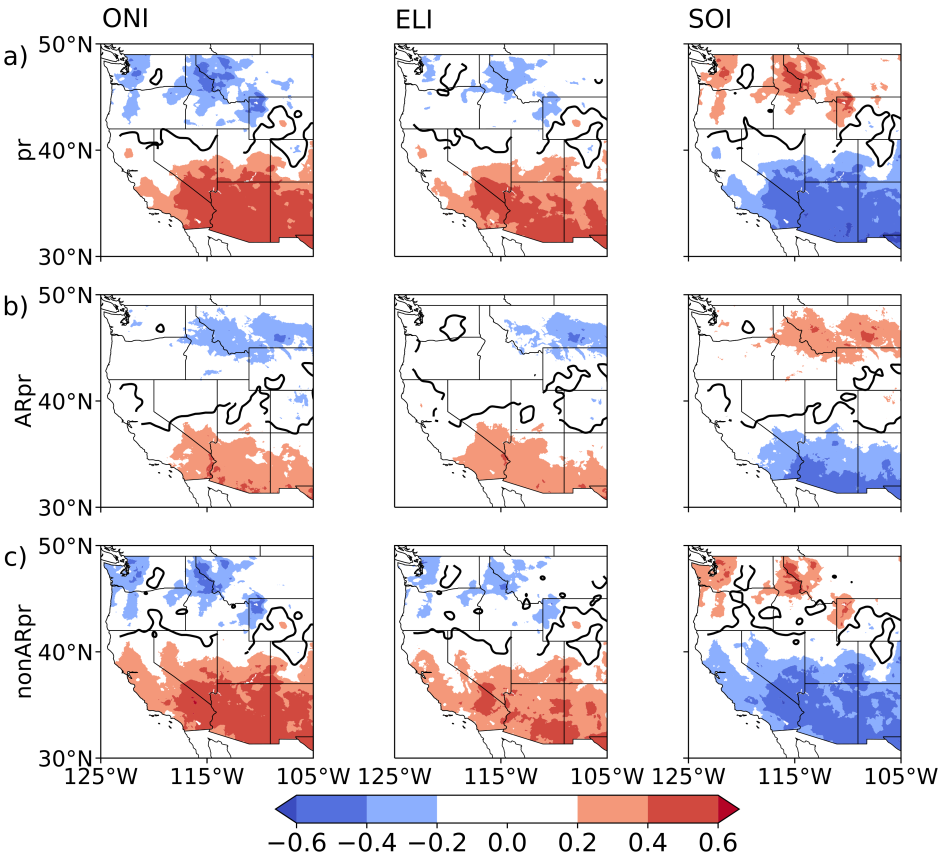 ONI ELI SOI
a) 50°N
40°N
pr
30°N
b) 50°N
40°N
ARpr
30°N
c) 50°N
40°N
nonARpr
30°N
125°W 115°W 105°W 125°W 115°W 105°W 125°W 115°W 105°W
−0.6 −0.4 −0.2 0.0 0.2 0.4 0.6